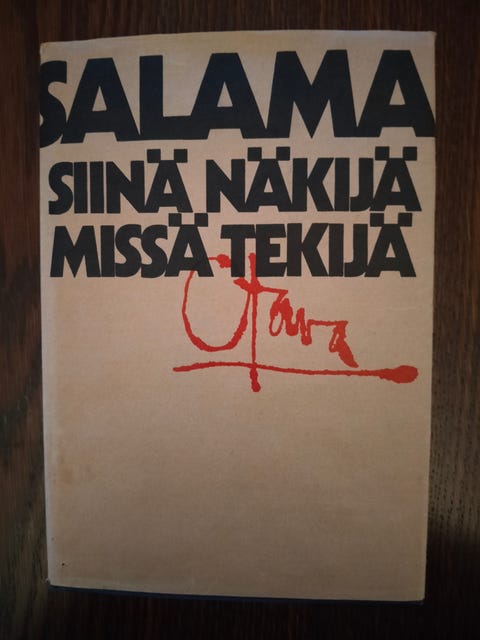 SALAMA
SIINÄ NÄKIJÄ
MISSÄ TEKIJÄ
Otava